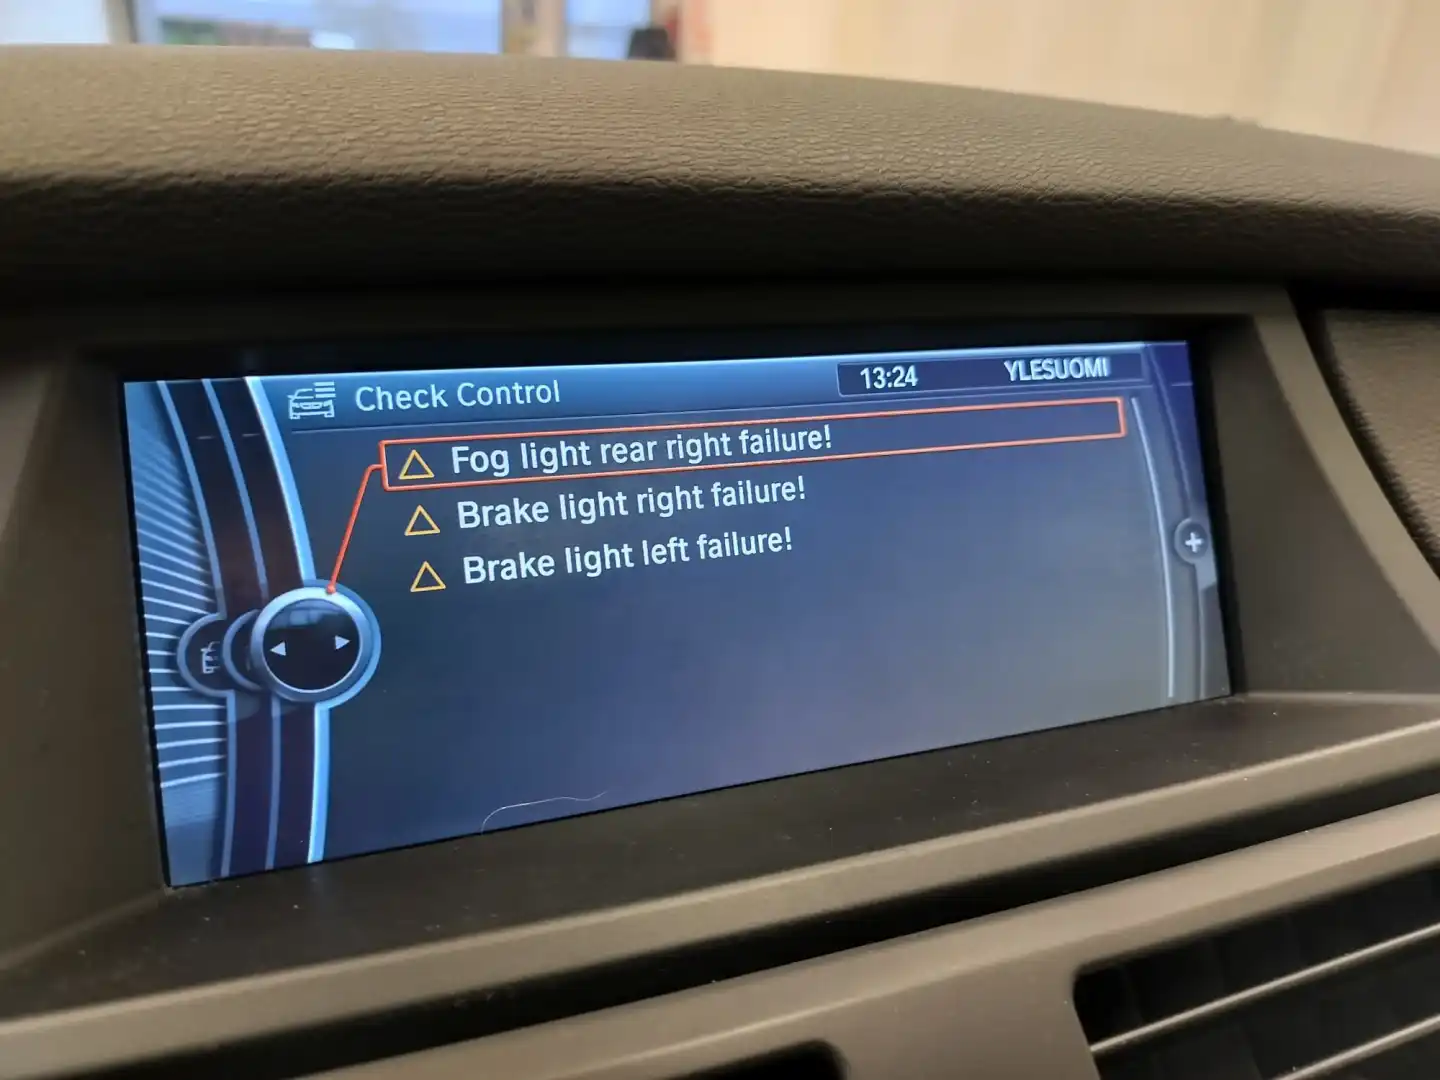 Check Control
13:24
YLESUOMI
Fog light rear right failure!
Brake light right failure!
Brake light left failure!